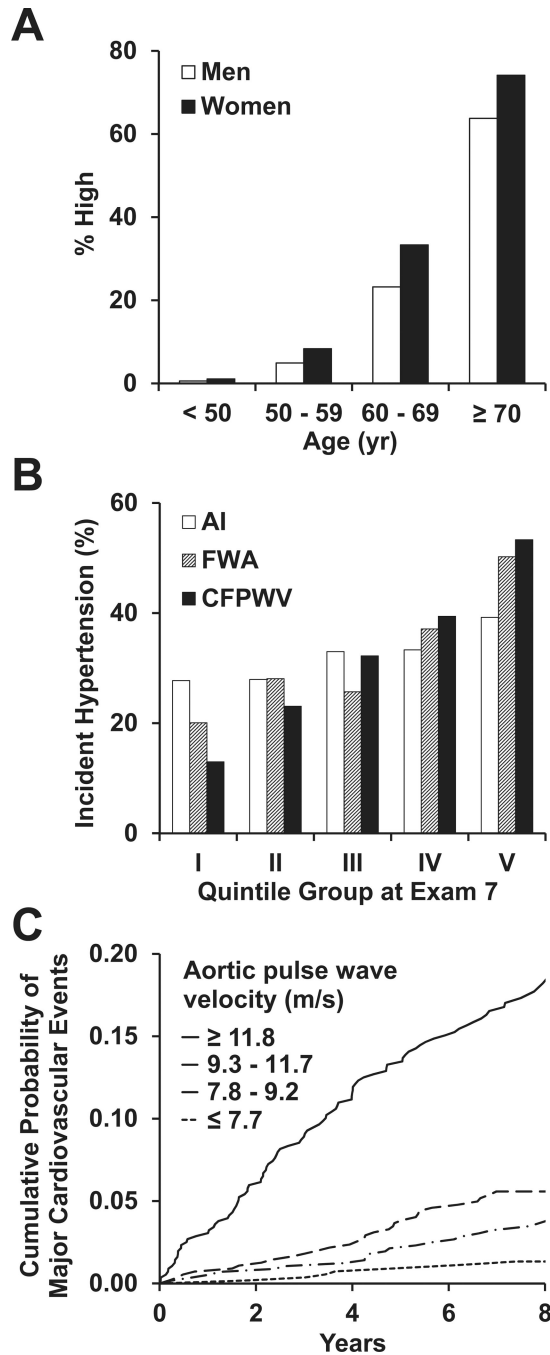 A
80
60
40
20
0
% High
Men
Women
< 50 50 - 59 60 - 69 ≥ 70
Age (yr)
B
60
40
20
0
Incident Hypertension (%)
AI
FWA
CFPWV
I II III IV V
Quintile Group at Exam 7
C
0.20
0.15
0.10
0.05
0.00
Cumulative Probability of
Major Cardiovascular Events
Aortic pulse wave
velocity (m/s)
≥ 11.8
9.3 - 11.7
7.8 - 9.2
≤ 7.7
0 2 4 6 8
Years